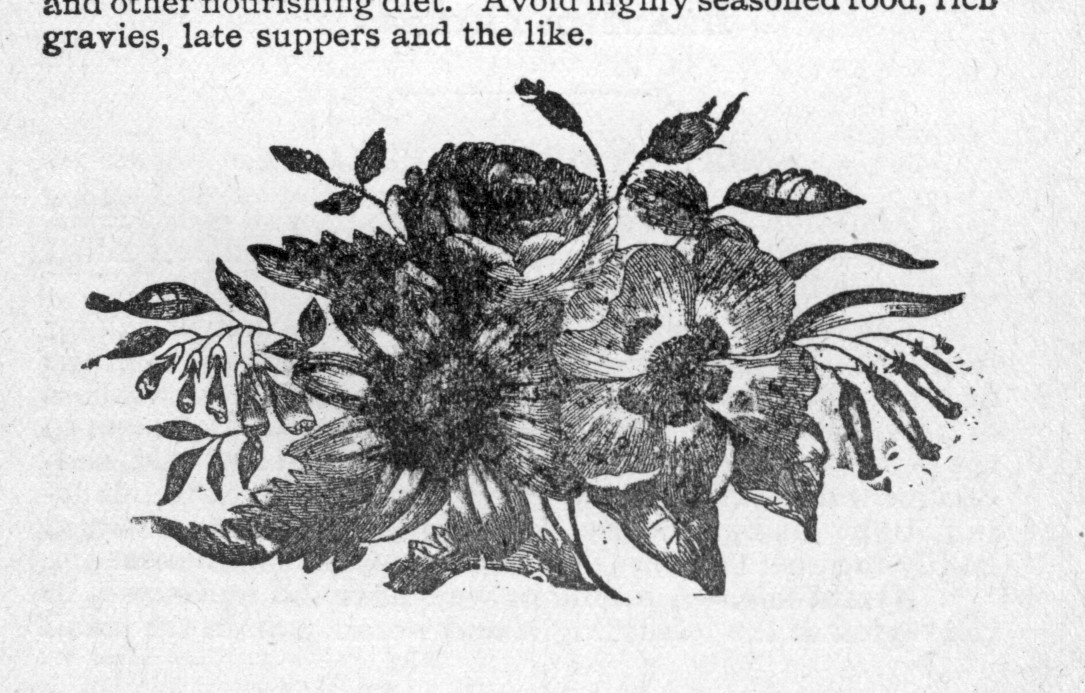 and other nourishing diet. Avoid highly seasoned food, rich
gravies, late suppers and the like.